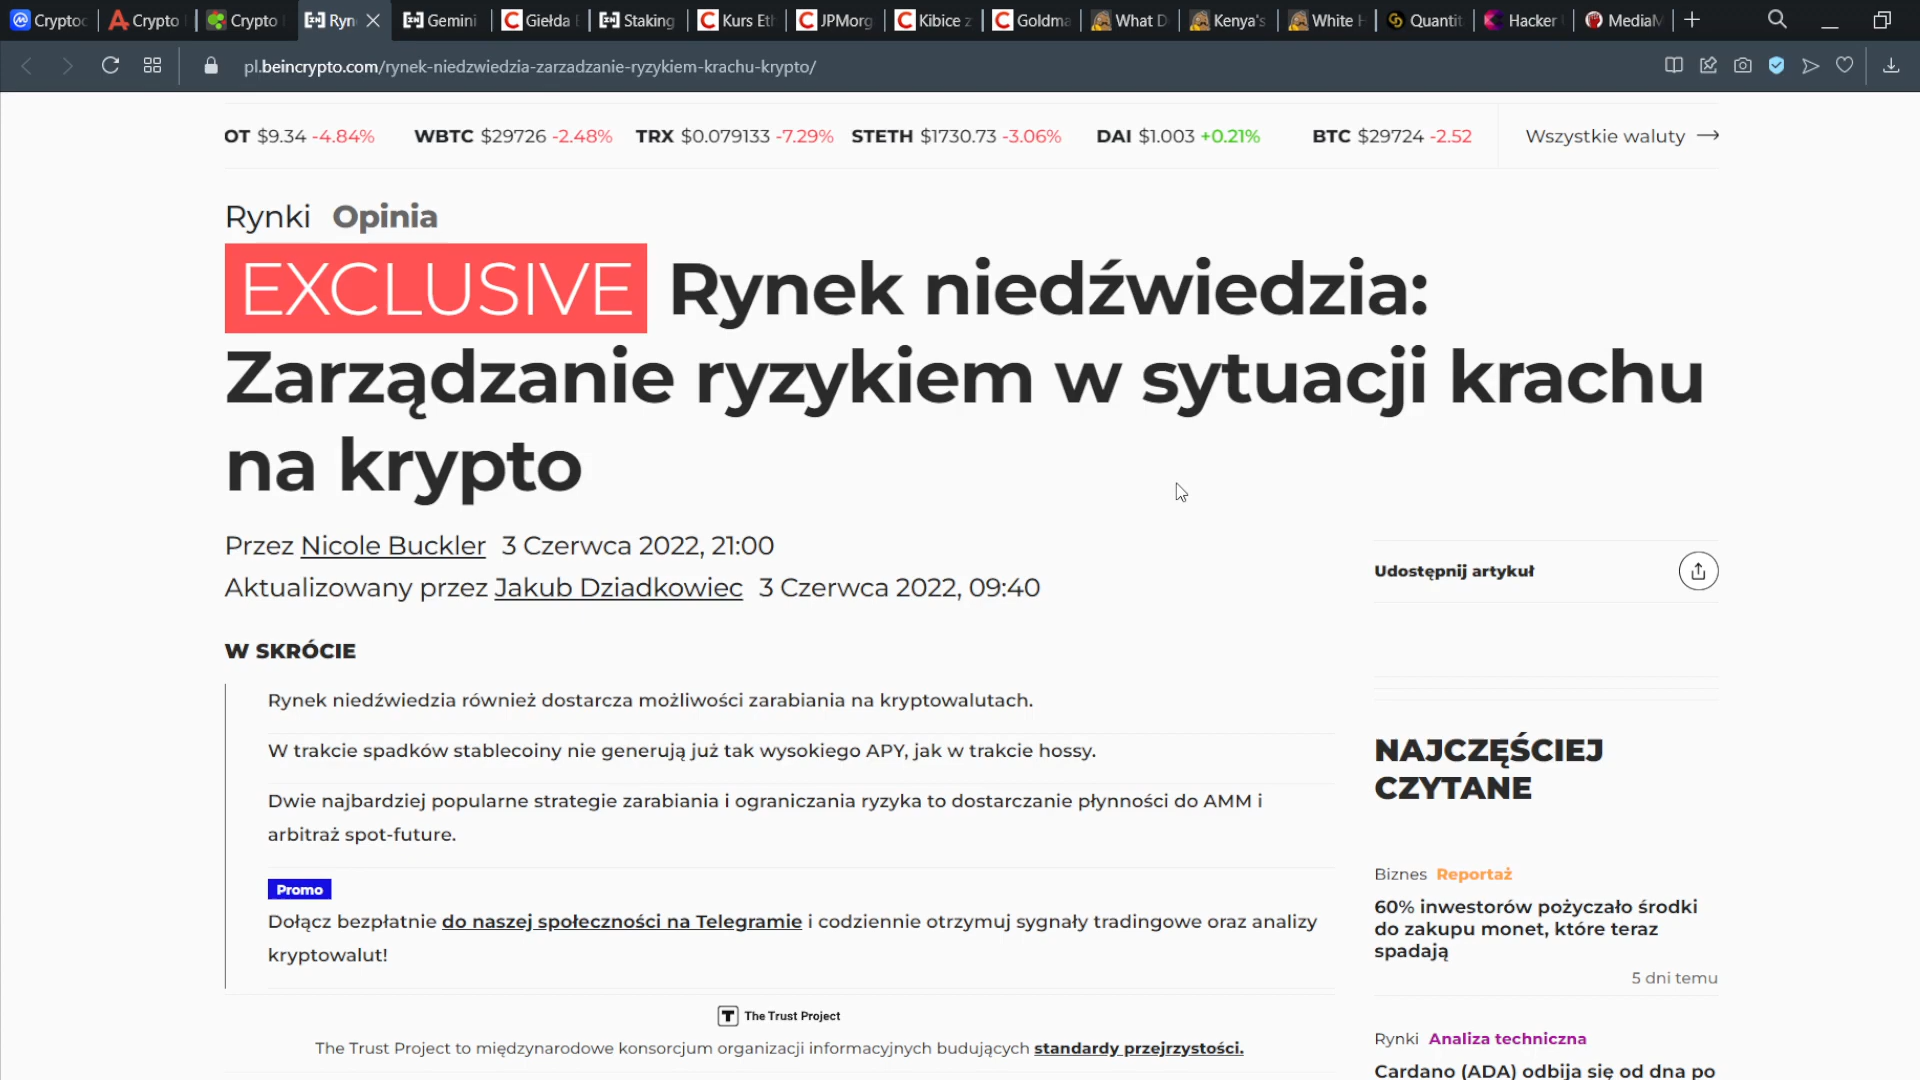 Cryptoc Crypto Crypto Ryn Gemini Giełda Staking Kurs Eth JPMorg Kibice z Goldma What D Kenya's White H Quantit Hacker MediaM
pl.beincrypto.com/rynek-niedzwiedzia-zarzadzanie-ryzykiem-krachu-krypto/
OT $9.34 -4.84% WBTC $29726 -2.48% TRX $0.079133 -7.29% STETH $1730.73 -3.06% DAI $1.003 +0.21% BTC $29724 -2.52 Wszystkie waluty →
Rynki Opinia
EXCLUSIVE Rynek niedźwiedzia:
Zarządzanie ryzykiem w sytuacji krachu
na krypto
Przez Nicole Buckler 3 Czerwca 2022, 21:00
Aktualizowany przez Jakub Dziadkowiec 3 Czerwca 2022, 09:40
Udostępnij artykuł
W SKRÓCIE
Rynek niedźwiedzia również dostarcza możliwości zarabiania na kryptowalutach.
W trakcie spadków stablecoiny nie generują już tak wysokiego APY, jak w trakcie hossy.
Dwie najbardziej popularne strategie zarabiania i ograniczania ryzyka to dostarczanie płynności do AMM i
arbitraż spot-future.
Promo
Dołącz bezpłatnie do naszej społeczności na Telegramie i codziennie otrzymuj sygnały tradingowe oraz analizy
kryptowalut!
The Trust Project
The Trust Project to międzynarodowe konsorcjum organizacji informacyjnych budujących standardy przejrzystości.
NAJCZĘŚCIEJ
CZYTANE
Biznes Reportaż
60% inwestorów pożyczało środki
do zakupu monet, które teraz
spadają
5 dni temu
Rynki Analiza techniczna
Cardano (ADA) odbija się od dna po